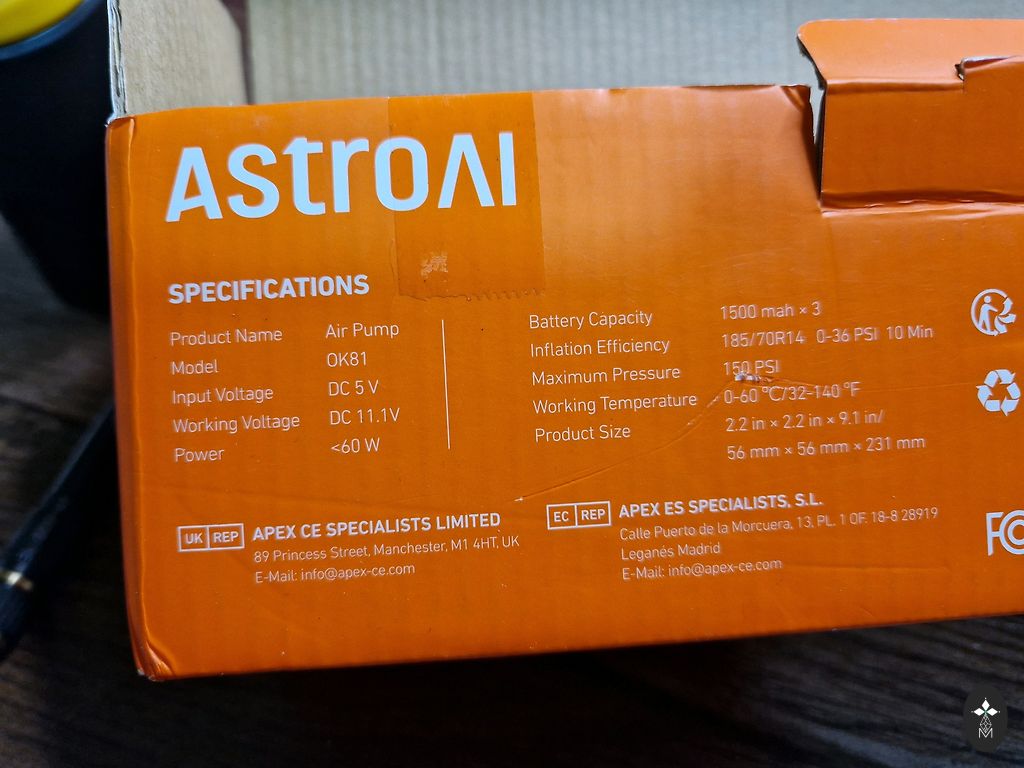 AstroAI
SPECIFICATIONS
Product Name Air Pump
Model OK81
Input Voltage DC 5 V
Working Voltage DC 11.1V
Power <60 W
Battery Capacity 1500 mah × 3
Inflation Efficiency 185/70R14 0-36 PSI 10 Min
Maximum Pressure 150 PSI
Working Temperature 0-60 ºC/32-140 ºF
Product Size 2.2 in × 2.2 in × 9.1 in/
56 mm × 56 mm × 231 mm
UK REP APEX CE SPECIALISTS LIMITED
89 Princess Street, Manchester, M1 4HT, UK
E-Mail: info@apex-ce.com
EC REP APEX ES SPECIALISTS, S.L.
Calle Puerto de la Morcuera, 13, PL. 1 OF. 18-8 28919
Leganés Madrid
E-Mail: info@apex-ce.com
FC
M